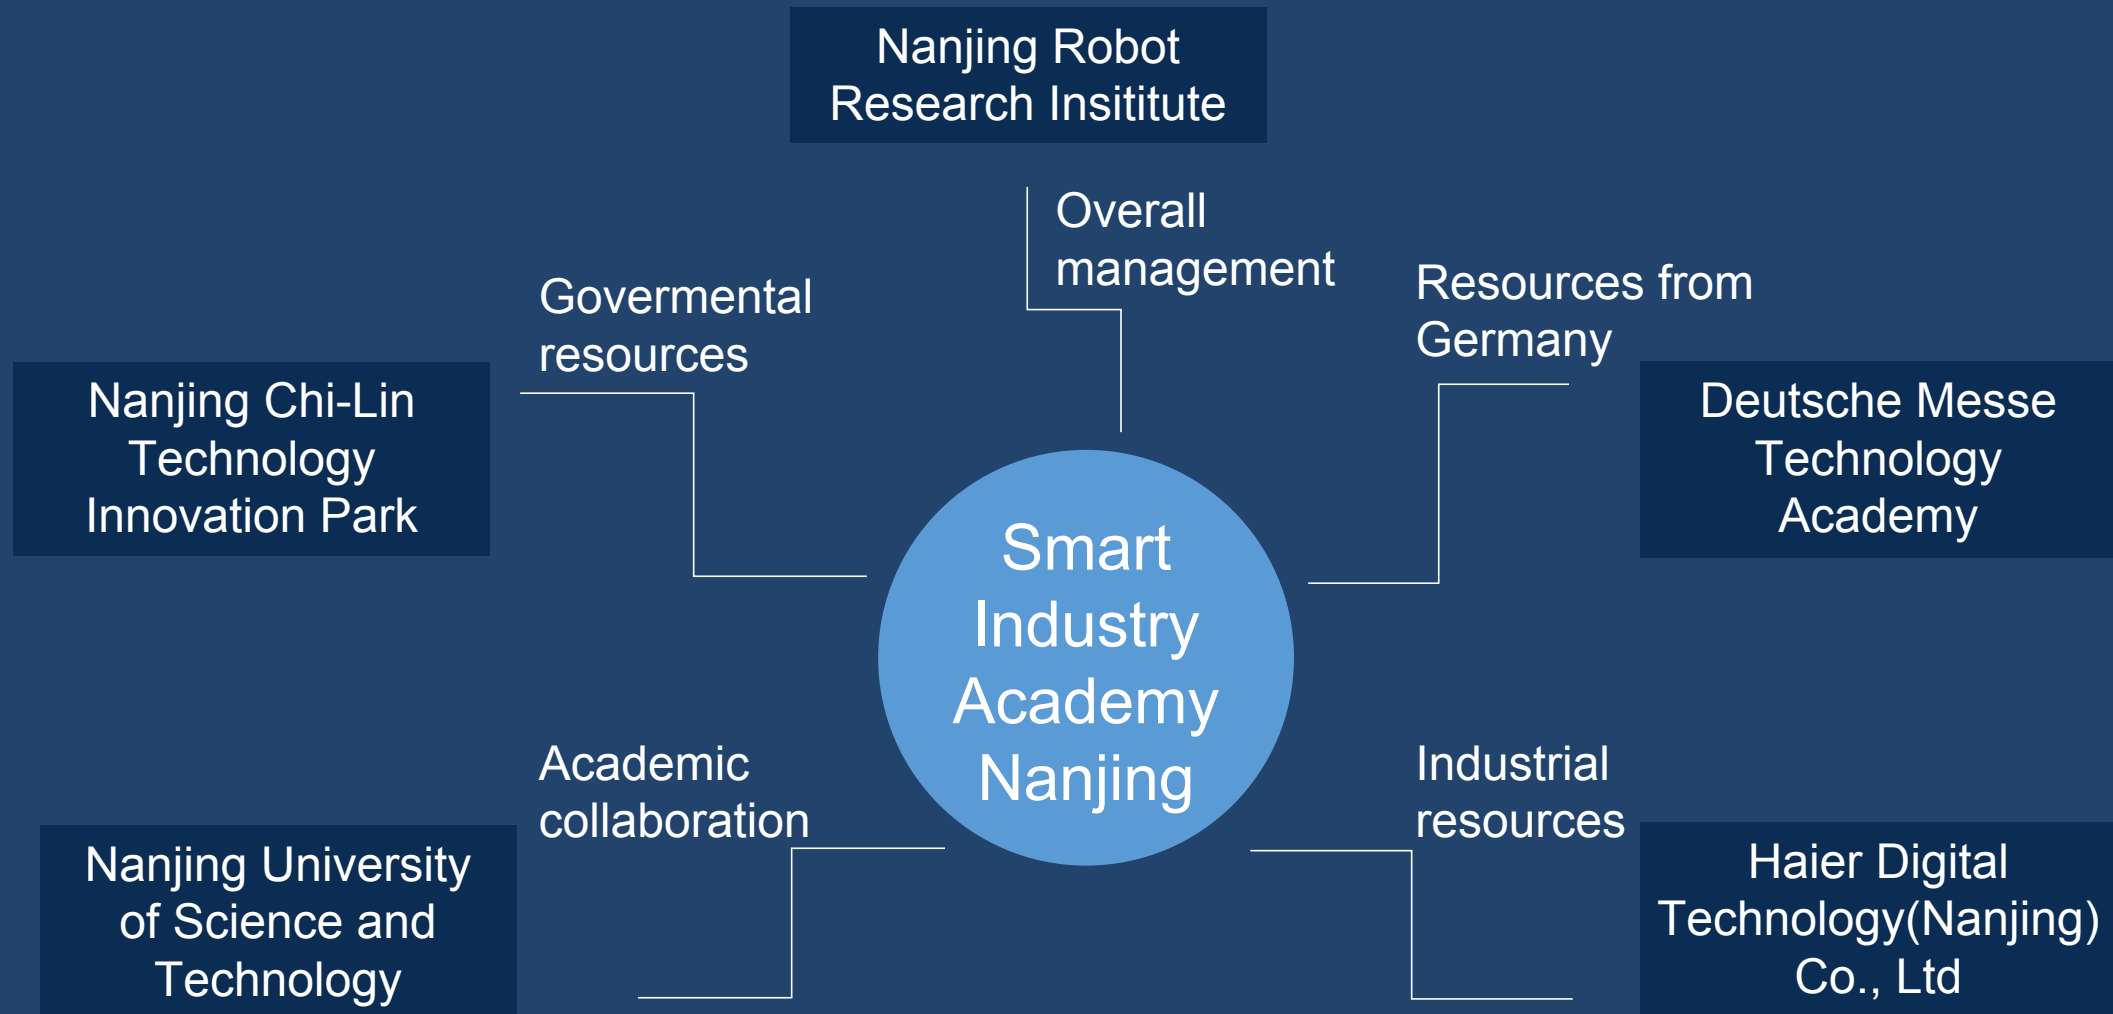 Nanjing Robot
Research Insititute
Overall
management
Govermental
resources
Resources from
Germany
Nanjing Chi-Lin
Technology
Innovation Park
Deutsche Messe
Technology
Academy
Smart
Industry
Academy
Nanjing
Academic
collaboration
Industrial
resources
Nanjing University
of Science and
Technology
Haier Digital
Technology(Nanjing)
Co., Ltd